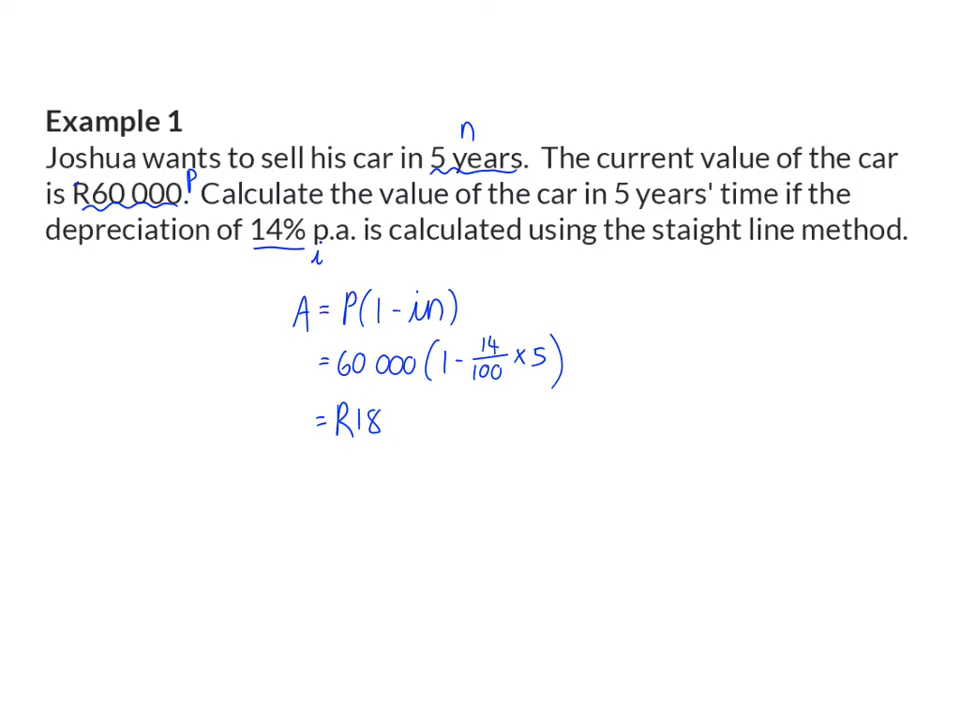 Example 1
n
Joshua wants to sell his car in 5 years. The current value of the car
P
is R60 000. Calculate the value of the car in 5 years' time if the
depreciation of 14% p.a. is calculated using the staight line method.
i
A = P(1 - in)
= 60 000 (1 - 14/100 × 5)
= R18